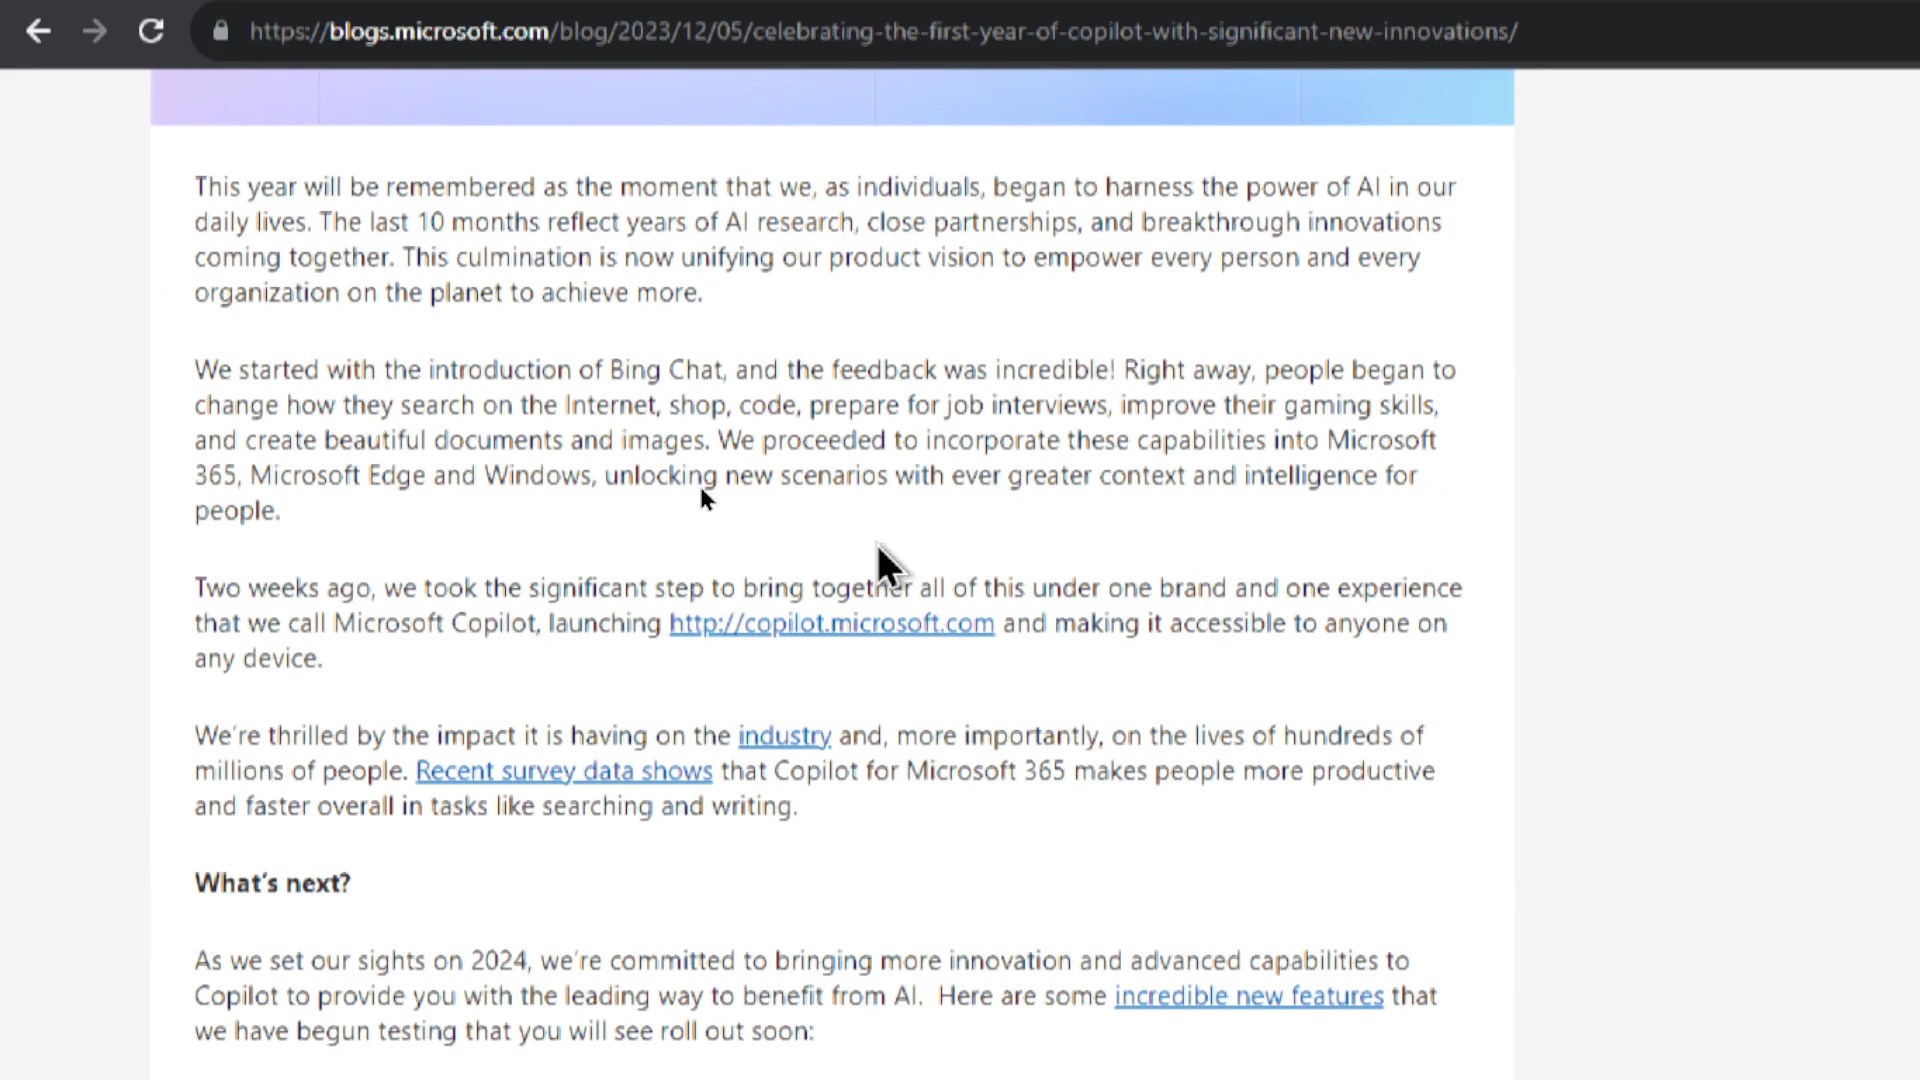 https://blogs.microsoft.com/blog/2023/12/05/celebrating-the-first-year-of-copilot-with-significant-new-innovations/
This year will be remembered as the moment that we, as individuals, began to harness the power of AI in our
daily lives. The last 10 months reflect years of AI research, close partnerships, and breakthrough innovations
coming together. This culmination is now unifying our product vision to empower every person and every
organization on the planet to achieve more.
We started with the introduction of Bing Chat, and the feedback was incredible! Right away, people began to
change how they search on the Internet, shop, code, prepare for job interviews, improve their gaming skills,
and create beautiful documents and images. We proceeded to incorporate these capabilities into Microsoft
365, Microsoft Edge and Windows, unlocking new scenarios with ever greater context and intelligence for
people.
Two weeks ago, we took the significant step to bring together all of this under one brand and one experience
that we call Microsoft Copilot, launching http://copilot.microsoft.com and making it accessible to anyone on
any device.
We're thrilled by the impact it is having on the industry and, more importantly, on the lives of hundreds of
millions of people. Recent survey data shows that Copilot for Microsoft 365 makes people more productive
and faster overall in tasks like searching and writing.
What's next?
As we set our sights on 2024, we're committed to bringing more innovation and advanced capabilities to
Copilot to provide you with the leading way to benefit from AI.  Here are some incredible new features that
we have begun testing that you will see roll out soon: